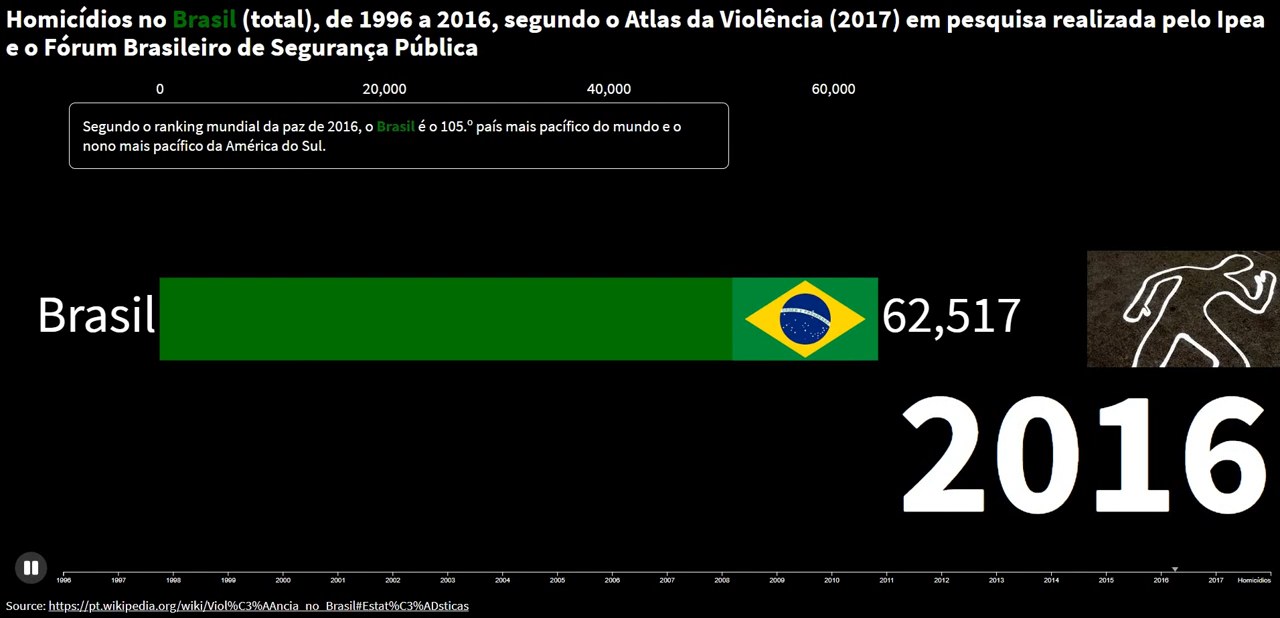 Homicídios no Brasil (total), de 1996 a 2016, segundo o Atlas da Violência (2017) em pesquisa realizada pelo Ipea
e o Fórum Brasileiro de Segurança Pública
0 20,000 40,000 60,000
Segundo o ranking mundial da paz de 2016, o Brasil é o 105.º país mais pacífico do mundo e o
nono mais pacífico da América do Sul.
Brasil 62,517
2016
1996 1997 1998 1999 2000 2001 2002 2003 2004 2005 2006 2007 2008 2009 2010 2011 2012 2013 2014 2015 2016 2017 Homicídios
Source: https://pt.wikipedia.org/wiki/Viol%C3%AAncia_no_Brasil#Estat%C3%ADsticas